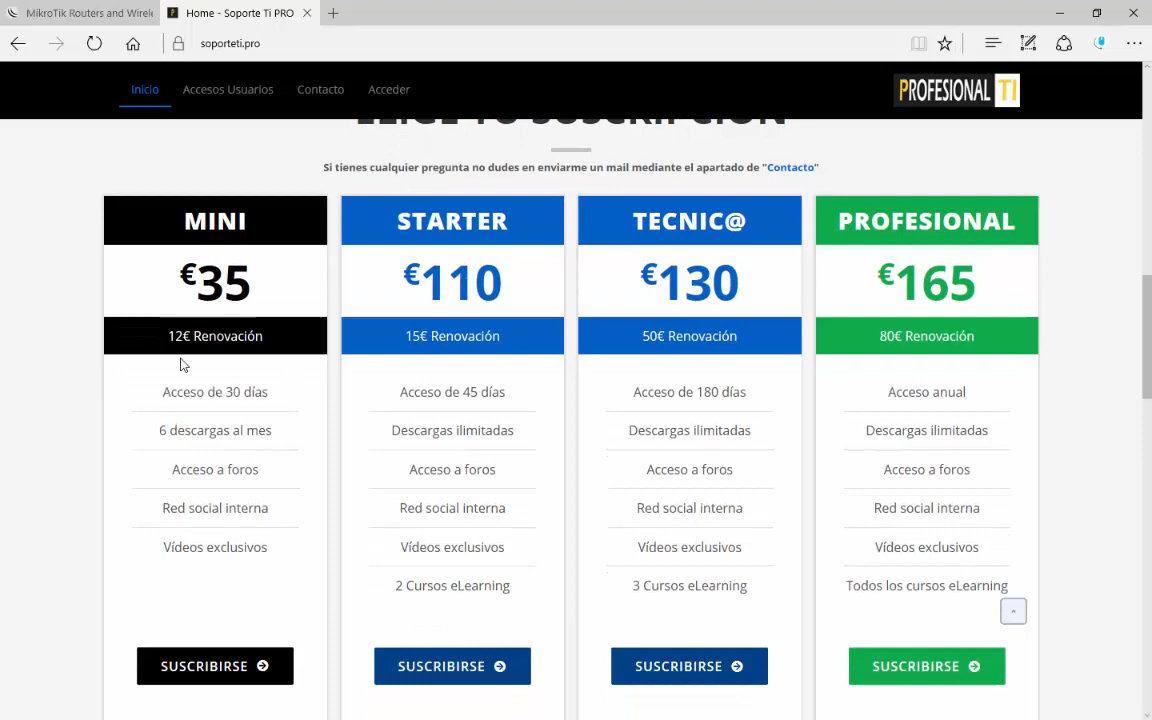 MikroTik Routers and Wirele
Home - Soporte Ti PRO
soporteti.pro
Inicio
Accesos Usuarios
Contacto
Acceder
PROFESIONAL TI
ELIGE TU SUSCRIPCIÓN
Si tienes cualquier pregunta no dudes en enviarme un mail mediante el apartado de "Contacto"
MINI
€35
12€ Renovación
Acceso de 30 días
6 descargas al mes
Acceso a foros
Red social interna
Vídeos exclusivos
SUSCRIBIRSE
STARTER
€110
15€ Renovación
Acceso de 45 días
Descargas ilimitadas
Acceso a foros
Red social interna
Vídeos exclusivos
2 Cursos eLearning
SUSCRIBIRSE
TECNIC@
€130
50€ Renovación
Acceso de 180 días
Descargas ilimitadas
Acceso a foros
Red social interna
Vídeos exclusivos
3 Cursos eLearning
SUSCRIBIRSE
PROFESIONAL
€165
80€ Renovación
Acceso anual
Descargas ilimitadas
Acceso a foros
Red social interna
Vídeos exclusivos
Todos los cursos eLearning
SUSCRIBIRSE